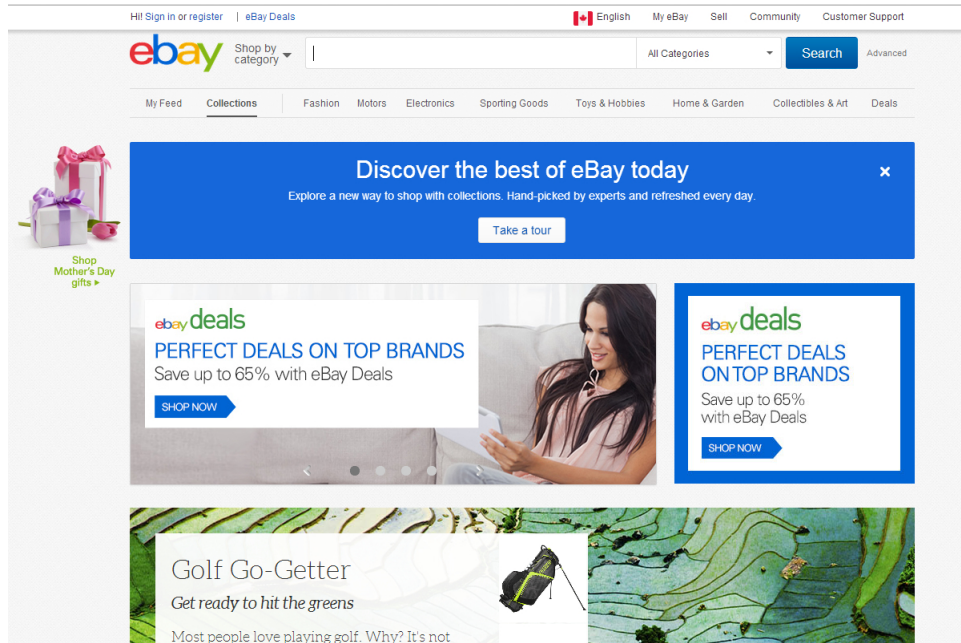 Hi! Sign in or register | eBay Deals
English My eBay Sell Community Customer Support
ebay
Shop by
category
All Categories
Search
Advanced
My Feed Collections Fashion Motors Electronics Sporting Goods Toys & Hobbies Home & Garden Collectibles & Art Deals
Discover the best of eBay today
Explore a new way to shop with collections. Hand-picked by experts and refreshed every day.
Take a tour
Shop
Mother's Day
gifts
ebay deals
PERFECT DEALS ON TOP BRANDS
Save up to 65% with eBay Deals
SHOP NOW
ebay deals
PERFECT DEALS
ON TOP BRANDS
Save up to 65%
with eBay Deals
SHOP NOW
Golf Go-Getter
Get ready to hit the greens
Most people love playing golf. Why? It's not